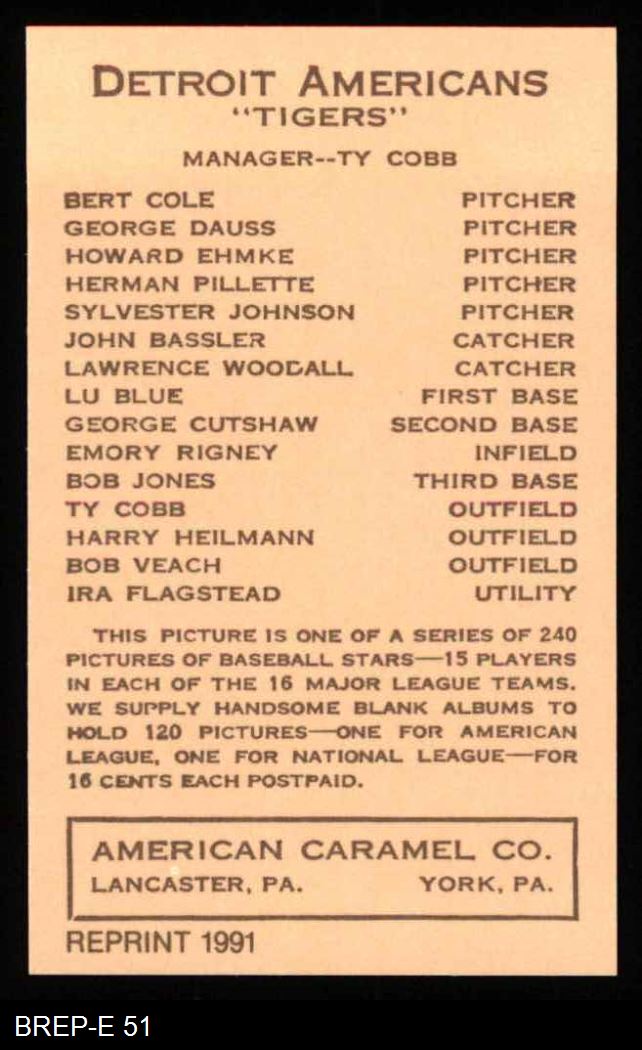 DETROIT AMERICANS
"TIGERS"
MANAGER--TY COBB
BERT COLE PITCHER
GEORGE DAUSS PITCHER
HOWARD EHMKE PITCHER
HERMAN PILLETTE PITCHER
SYLVESTER JOHNSON PITCHER
JOHN BASSLER CATCHER
LAWRENCE WOODALL CATCHER
LU BLUE FIRST BASE
GEORGE CUTSHAW SECOND BASE
EMORY RIGNEY INFIELD
BOB JONES THIRD BASE
TY COBB OUTFIELD
HARRY HEILMANN OUTFIELD
BOB VEACH OUTFIELD
IRA FLAGSTEAD UTILITY
THIS PICTURE IS ONE OF A SERIES OF 240
PICTURES OF BASEBALL STARS—15 PLAYERS
IN EACH OF THE 16 MAJOR LEAGUE TEAMS.
WE SUPPLY HANDSOME BLANK ALBUMS TO
HOLD 120 PICTURES—ONE FOR AMERICAN
LEAGUE, ONE FOR NATIONAL LEAGUE—FOR
16 CENTS EACH POSTPAID.
AMERICAN CARAMEL CO.
LANCASTER, PA. YORK, PA.
REPRINT 1991
BREP-E 51